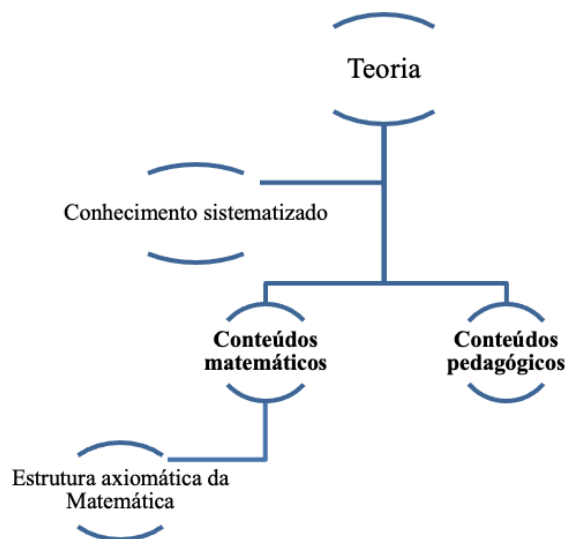 Teoria
Conhecimento sistematizado
Conteúdos
matemáticos
Conteúdos
pedagógicos
Estrutura axiomática da
Matemática